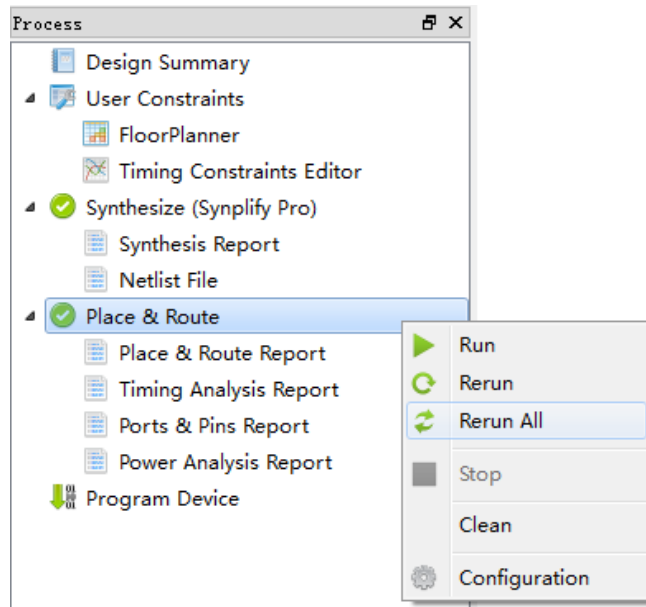 Process
Design Summary
User Constraints
FloorPlanner
Timing Constraints Editor
Synthesize (Synplify Pro)
Synthesis Report
Netlist File
Place & Route
Place & Route Report
Timing Analysis Report
Ports & Pins Report
Power Analysis Report
Program Device
Run
Rerun
Rerun All
Stop
Clean
Configuration